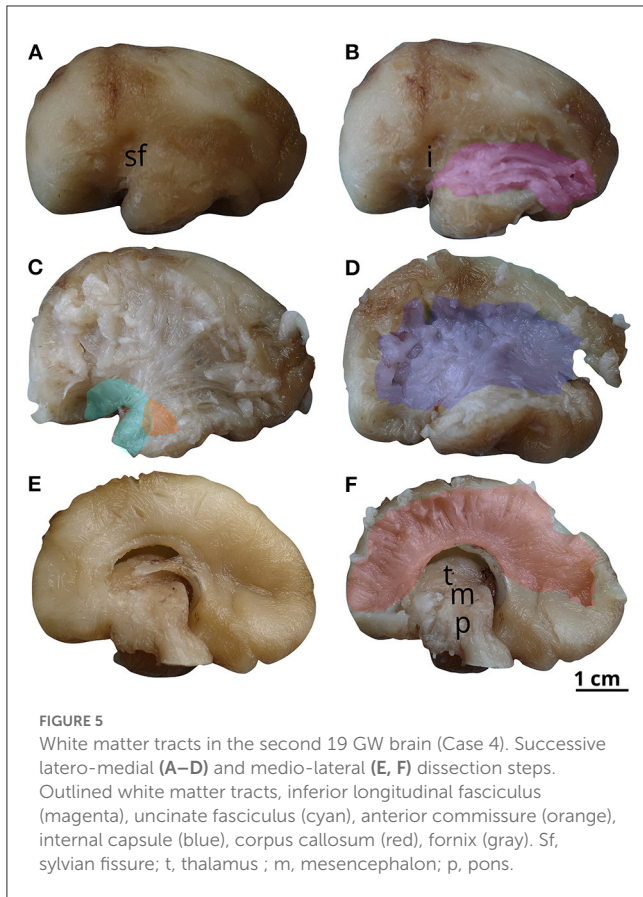 A
B
sf
i
C
D
E
F
t
m
p
1 cm
FIGURE 5
White matter tracts in the second 19 GW brain (Case 4). Successive
latero-medial (A–D) and medio-lateral (E, F) dissection steps.
Outlined white matter tracts, inferior longitudinal fasciculus
(magenta), uncinate fasciculus (cyan), anterior commissure (orange),
internal capsule (blue), corpus callosum (red), fornix (gray). Sf,
sylvian fissure; t, thalamus ; m, mesencephalon; p, pons.